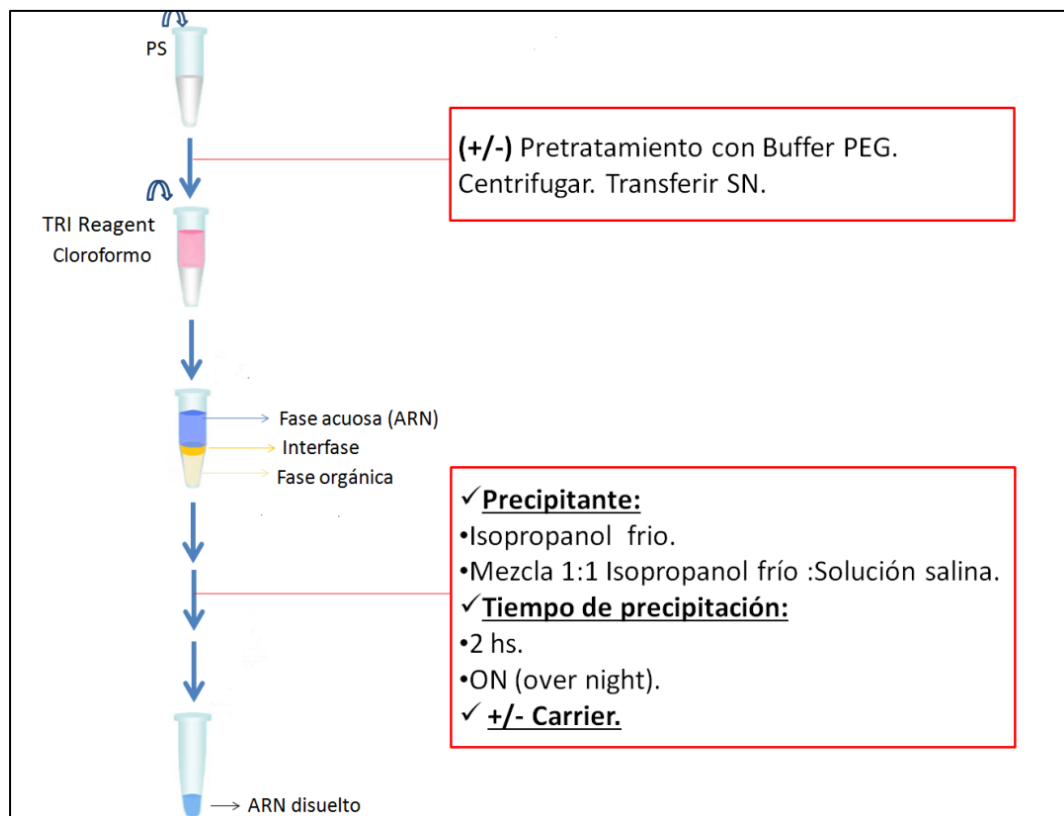 PS
(+/-) Pretratamiento con Buffer PEG.
Centrifugar. Transferir SN.
TRI Reagent
Cloroformo
Fase acuosa (ARN)
Interfase
Fase orgánica
✓Precipitante:
•Isopropanol frio.
•Mezcla 1:1 Isopropanol frío :Solución salina.
✓Tiempo de precipitación:
•2 hs.
•ON (over night).
✓ +/- Carrier.
ARN disuelto